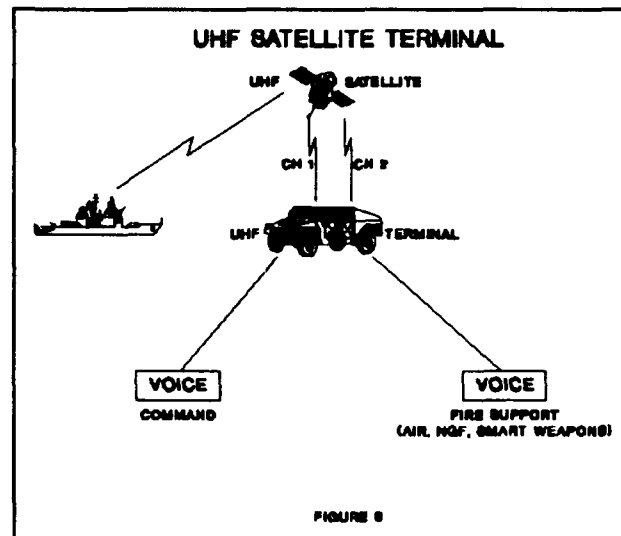 UHF SATELLITE TERMINAL
UHF SATELLITE
CH 1 CH 2
UHF TERMINAL
VOICE VOICE
COMMAND FIRE SUPPORT
(AIR, NGF, SMART WEAPONS)
FIGURE